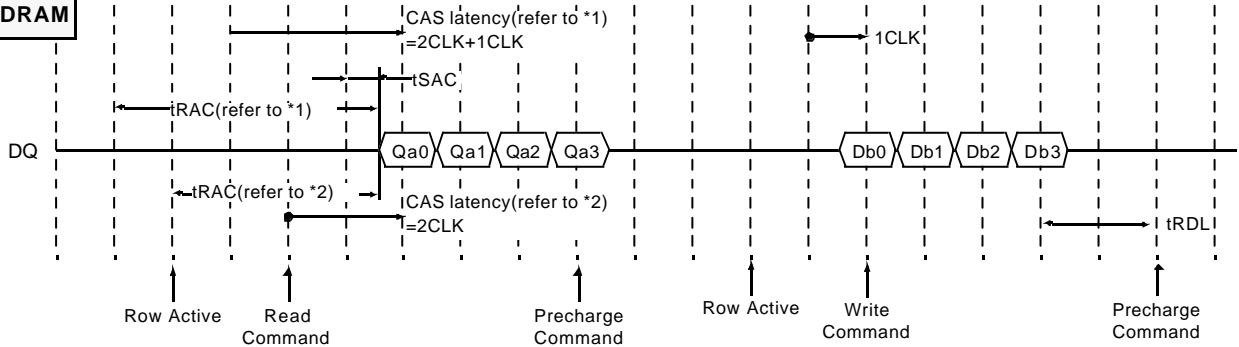 DRAM
CAS latency(refer to *1)
=2CLK+1CLK
1CLK
tSAC
tRAC(refer to *1)
DQ
Qa0 Qa1 Qa2 Qa3 Db0 Db1 Db2 Db3
tRAC(refer to *2)
CAS latency(refer to *2)
=2CLK
tRDL
Row Active
Read
Command
Precharge
Command
Row Active
Write
Command
Precharge
Command